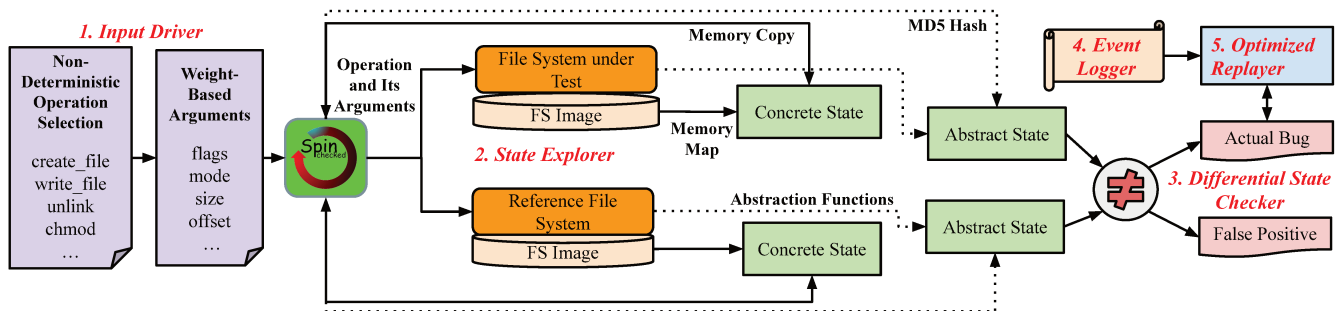 1. Input Driver
Non-
Deterministic
Operation
Selection
create_file
write_file
unlink
chmod
...
Weight-
Based
Arguments
flags
mode
size
offset
...
Spin
checked
Operation
and Its
Arguments
2. State Explorer
File System under
Test
FS Image
Memory
Map
Memory Copy
Concrete State
Reference File
System
FS Image
Abstraction Functions
Concrete State
MD5 Hash
Abstract State
Abstract State
≠
4. Event
Logger
5. Optimized
Replayer
Actual Bug
3. Differential State
Checker
False Positive